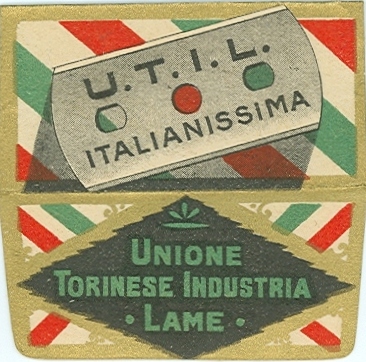 U.T.I.L.
ITALIANISSIMA
UNIONE
TORINESE INDUSTRIA
• LAME •